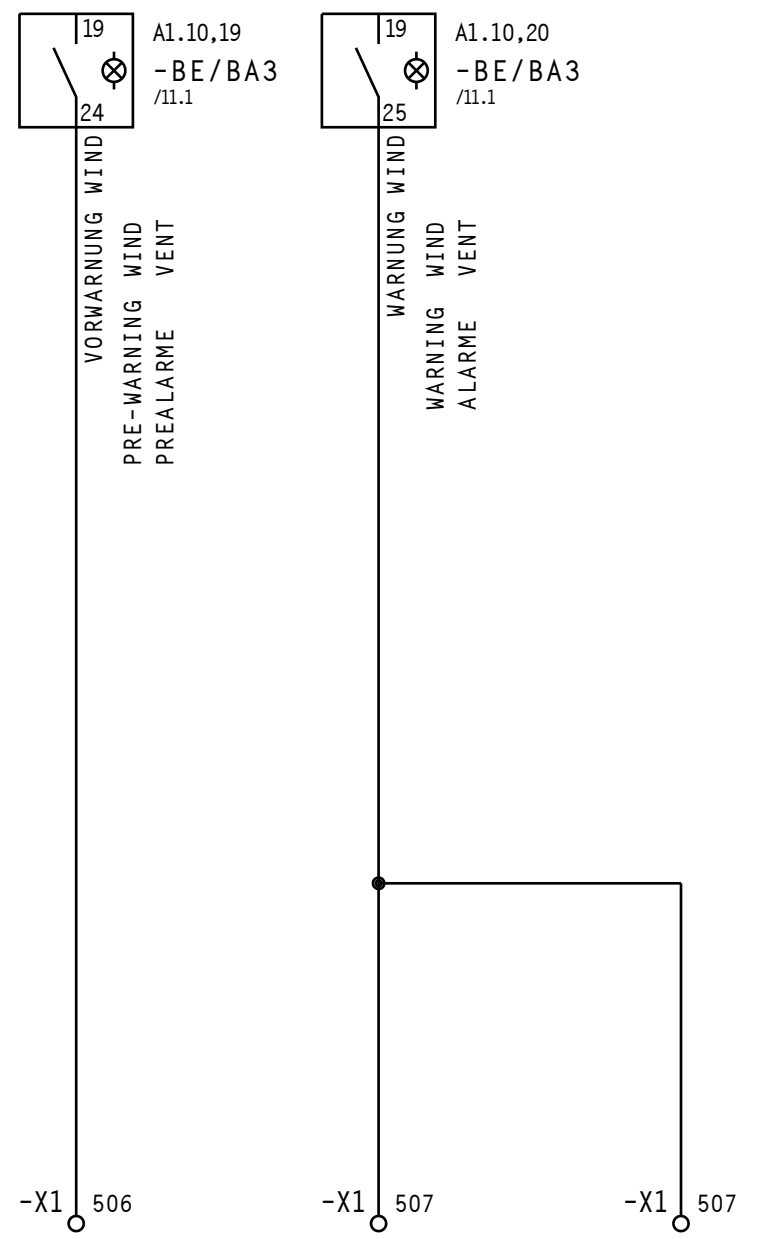 19
A1.10,19
-BE/BA3
/11.1
24
VORWARNUNG WIND
PRE-WARNING WIND
PREALARME VENT
19
A1.10,20
-BE/BA3
/11.1
25
WARNUNG WIND
WARNING WIND
ALARME VENT
-X1 506
-X1 507
-X1 507